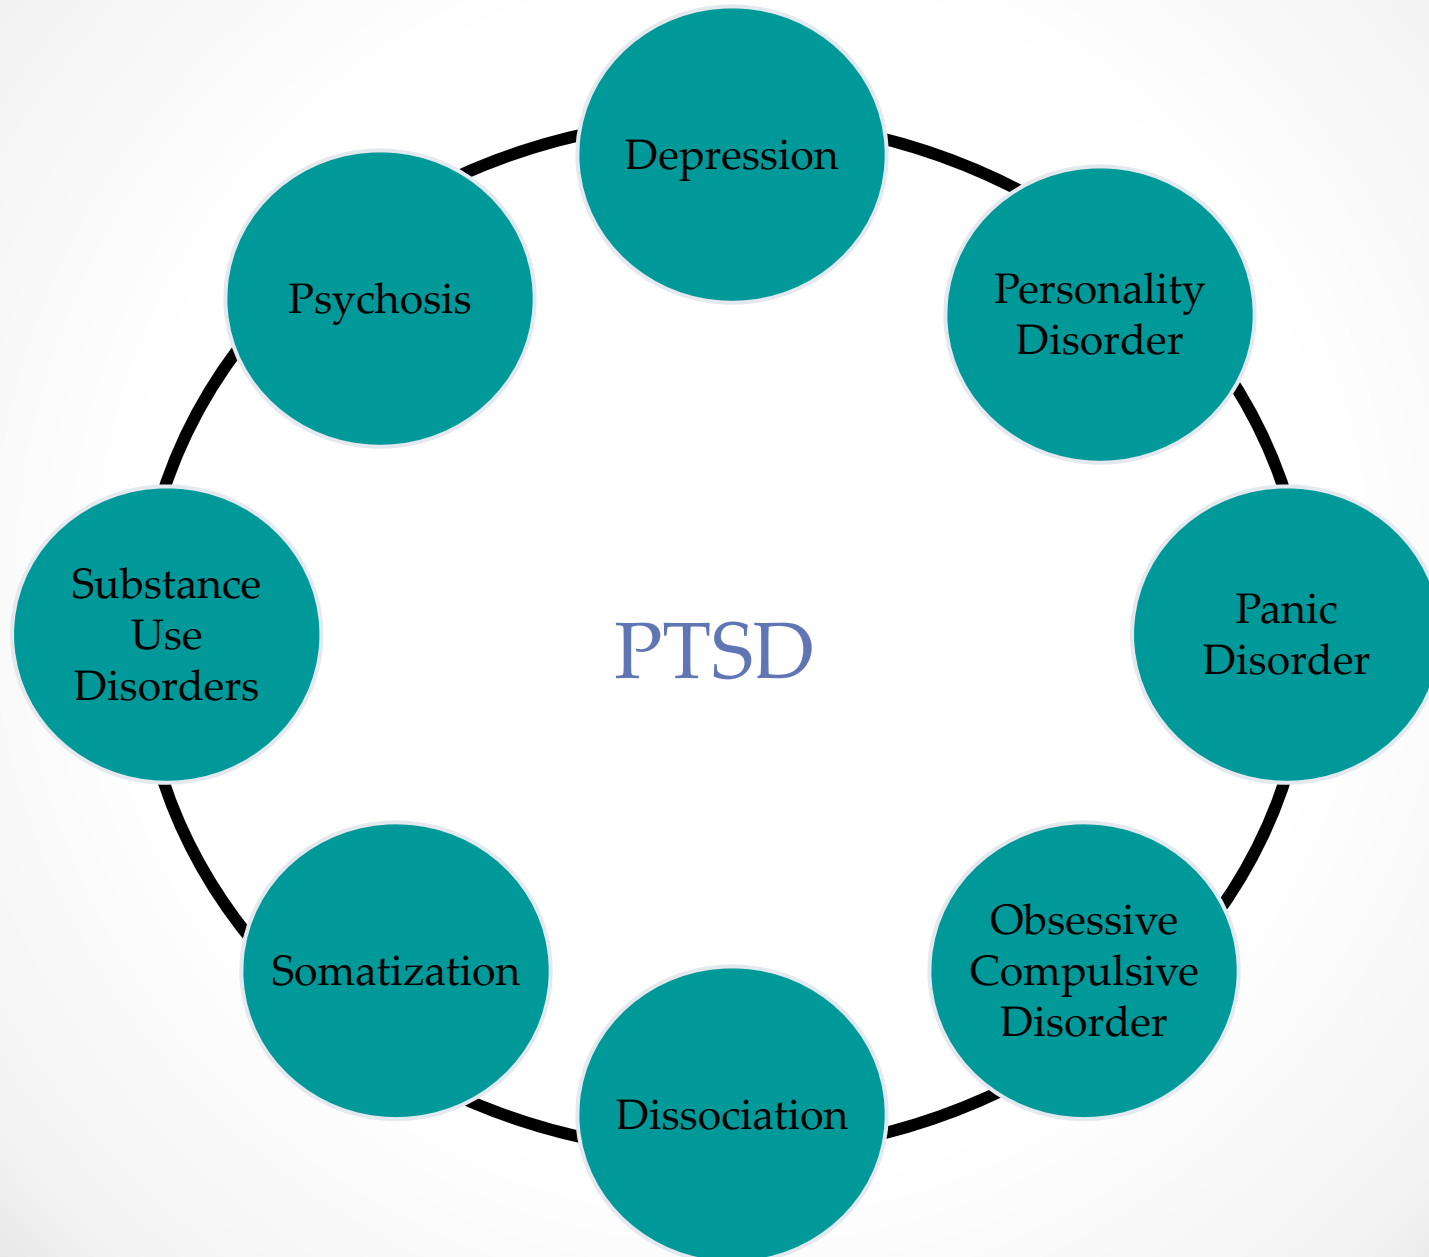 Depression
Personality
Disorder
Panic
Disorder
Obsessive
Compulsive
Disorder
Dissociation
Somatization
Substance
Use
Disorders
Psychosis
PTSD